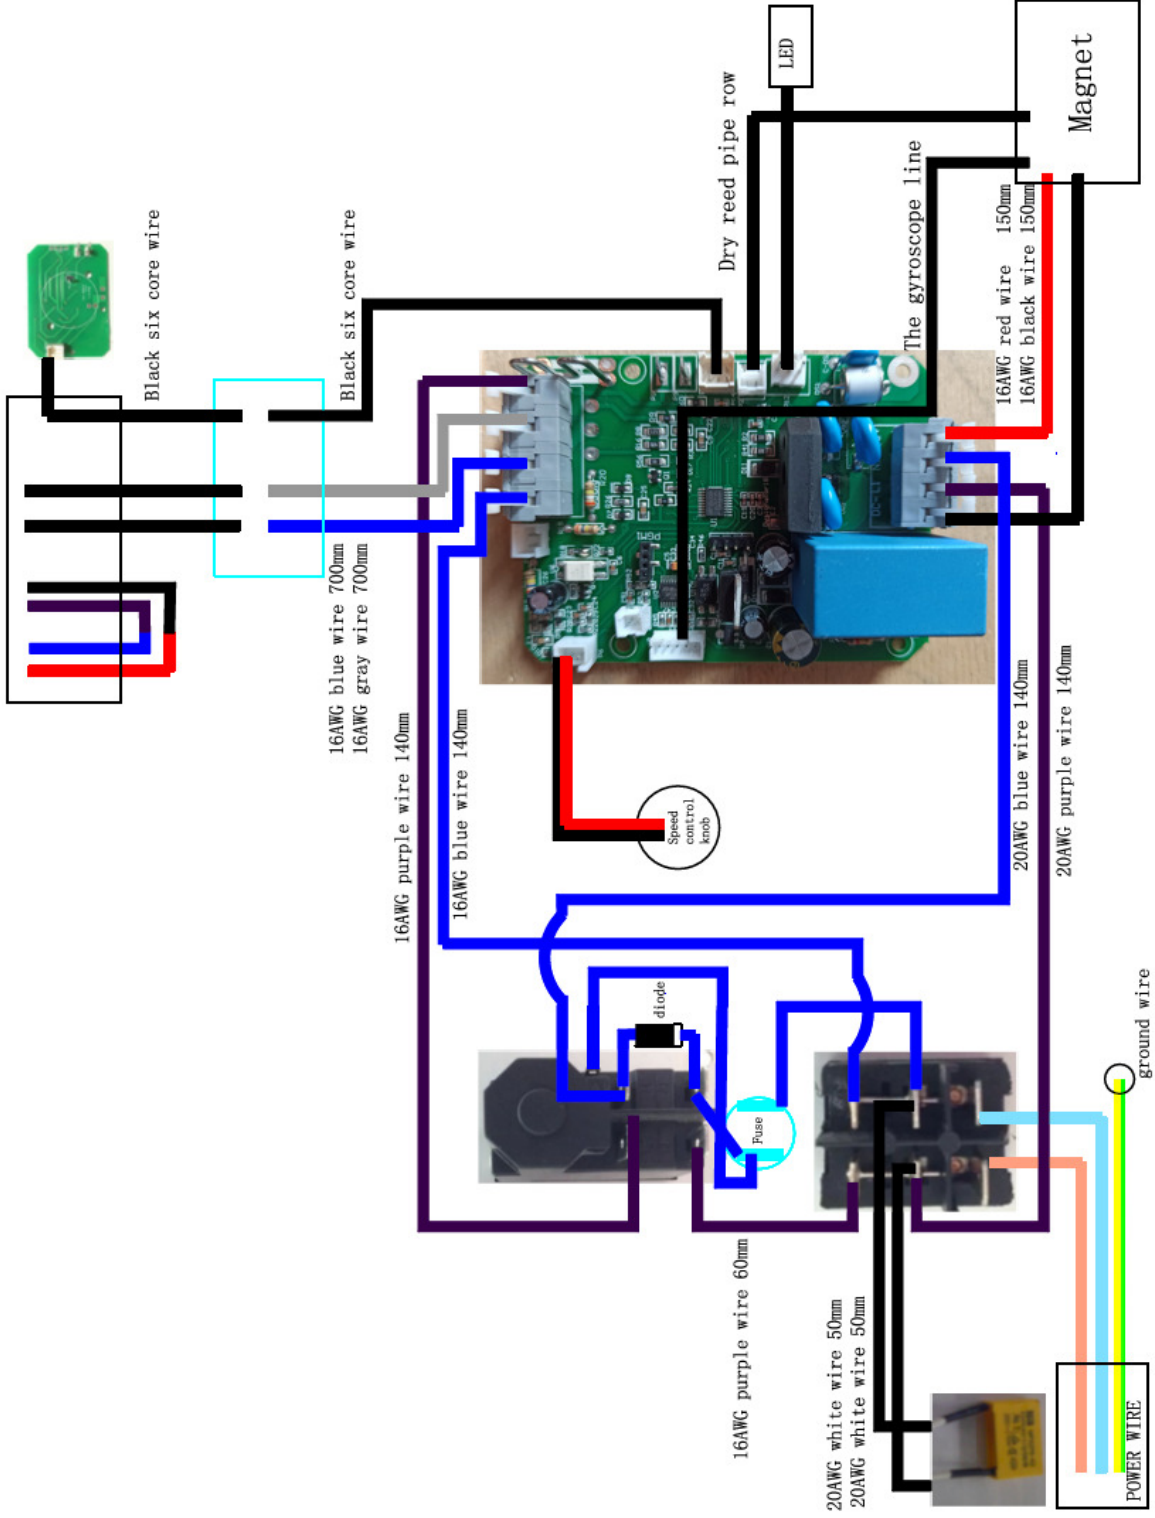 LED
Magnet
Dry reed pipe row
The gyroscope line
16AWG red wire 150mm
16AWG black wire 150mm
Black six core wire
Black six core wire
16AWG blue wire 700mm
16AWG gray wire 700mm
16AWG purple wire 140mm
16AWG blue wire 140mm
Speed
control
knob
20AWG blue wire 140mm
20AWG purple wire 140mm
diode
Fuse
ground wire
16AWG purple wire 60mm
20AWG white wire 50mm
20AWG white wire 50mm
POWER WIRE
PGM1
U1